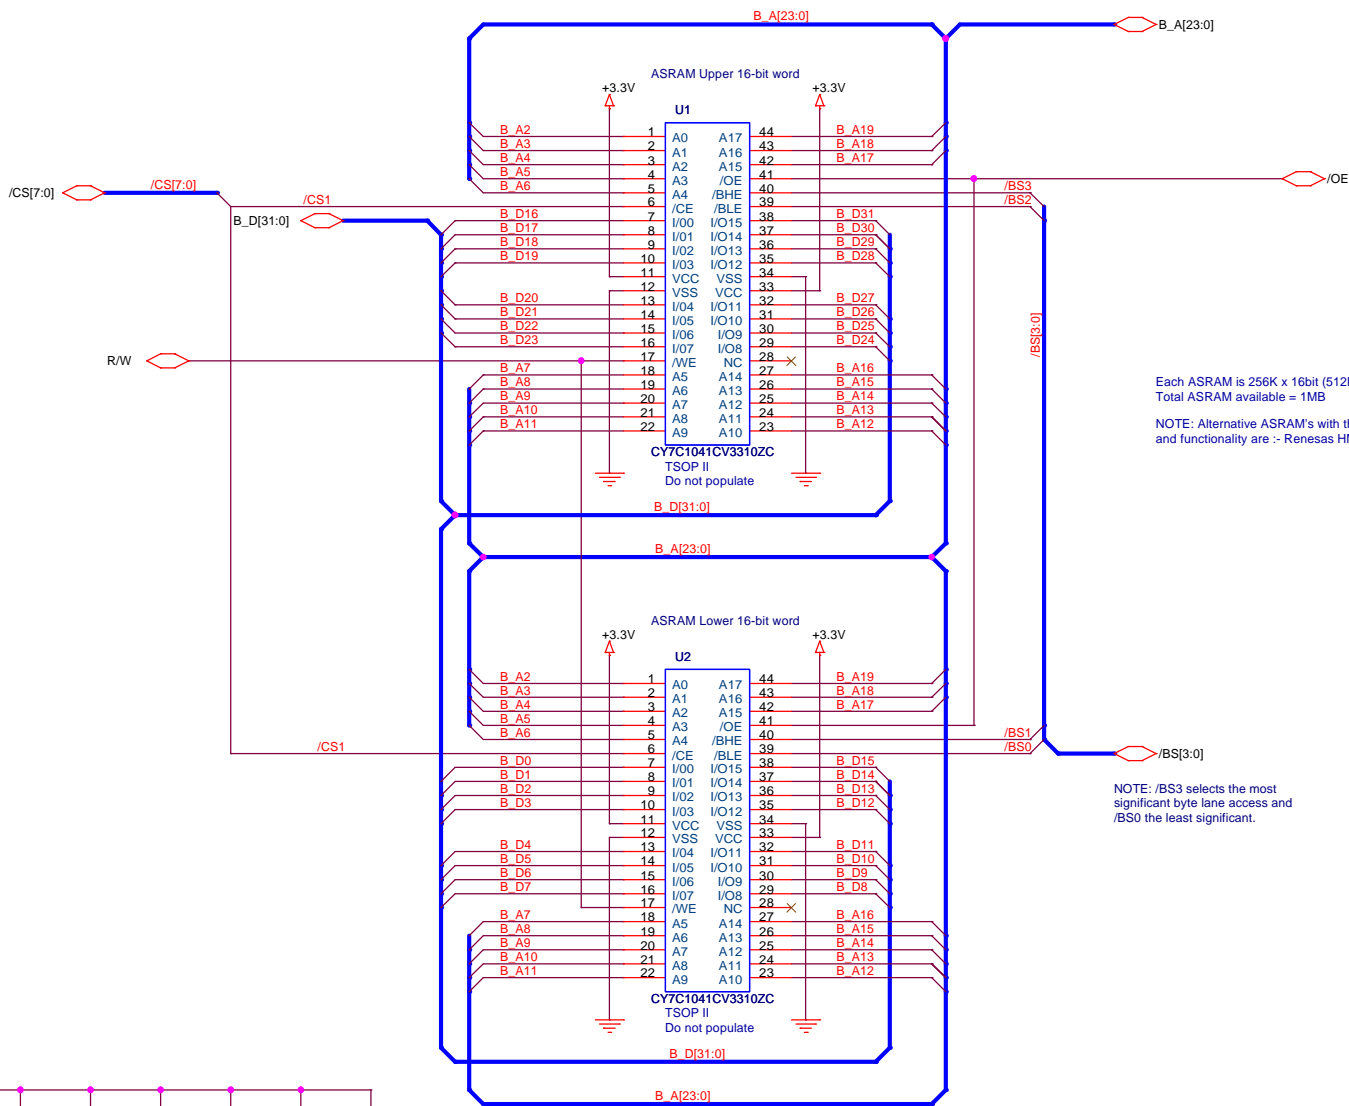 B_A[23:0]
B_A[23:0]
ASRAM Upper 16-bit word
+3.3V
+3.3V
U1
B_A2 1 A0 A17 44 B_A19
B_A3 2 A1 A16 43 B_A18
B_A4 3 A2 A15 42 B_A17
B_A5 4 A3 /OE 41 /OE
B_A6 5 A4 /BHE 40 /BS3
/CS[7:0] /CS[7:0]
/CS1 6 /CE /BLE 39 /BS2
B_D[31:0]
B_D16 7 I/00 I/O15 38 B_D31
B_D17 8 I/01 I/O14 37 B_D30
B_D18 9 I/02 I/O13 36 B_D29
B_D19 10 I/03 I/O12 35 B_D28
11 VCC VSS 34
12 VSS VCC 33
B_D20 13 I/04 I/O11 32 B_D27
B_D21 14 I/05 I/O10 31 B_D26
B_D22 15 I/06 I/O9 30 B_D25
B_D23 16 I/07 I/O8 29 B_D24
R/W 17 /WE NC 28
B_A7 18 A5 A14 27 B_A16
B_A8 19 A6 A13 26 B_A15
B_A9 20 A7 A12 25 B_A14
B_A10 21 A8 A11 24 B_A13
B_A11 22 A9 A10 23 B_A12
/BS[3:0]
CY7C1041CV3310ZC
TSOP II
Do not populate
Each ASRAM is 256K x 16bit
Total ASRAM available = 1MB
NOTE: Alternative ASRAM's with
and functionality are :- Renesas
B_D[31:0]
B_A[23:0]
ASRAM Lower 16-bit word
+3.3V
+3.3V
U2
B_A2 1 A0 A17 44 B_A19
B_A3 2 A1 A16 43 B_A18
B_A4 3 A2 A15 42 B_A17
B_A5 4 A3 /OE 41
B_A6 5 A4 /BHE 40 /BS1
/CS1 6 /CE /BLE 39 /BS0
/BS[3:0]
B_D0 7 I/00 I/O15 38 B_D15
B_D1 8 I/01 I/O14 37 B_D14
B_D2 9 I/02 I/O13 36 B_D13
B_D3 10 I/03 I/O12 35 B_D12
11 VCC VSS 34
12 VSS VCC 33
B_D4 13 I/04 I/O11 32 B_D11
B_D5 14 I/05 I/O10 31 B_D10
B_D6 15 I/06 I/O9 30 B_D9
B_D7 16 I/07 I/O8 29 B_D8
17 /WE NC 28
B_A7 18 A5 A14 27 B_A16
B_A8 19 A6 A13 26 B_A15
B_A9 20 A7 A12 25 B_A14
B_A10 21 A8 A11 24 B_A13
B_A11 22 A9 A10 23 B_A12
NOTE: /BS3 selects the most
significant byte lane access and
/BS0 the least significant.
CY7C1041CV3310ZC
TSOP II
Do not populate
B_D[31:0]
B_A[23:0]